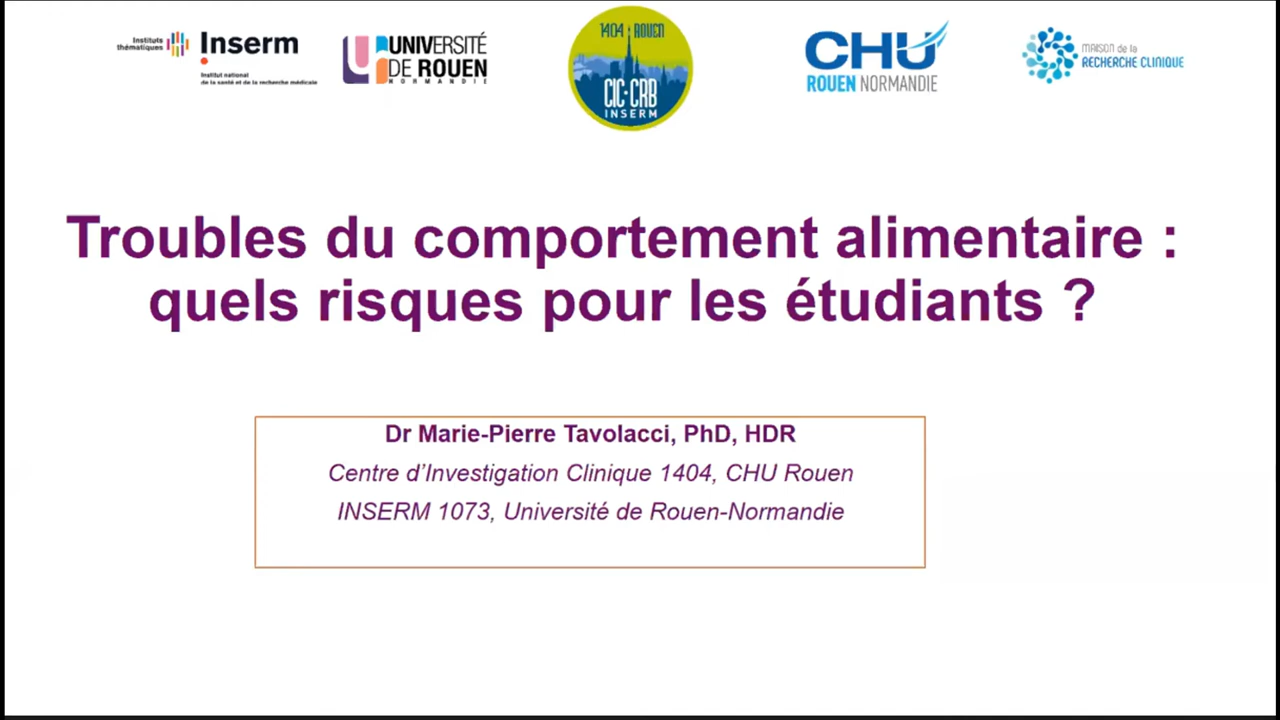 Instituts
thématiques
Inserm
Institut national
de la santé et de la recherche médicale
UNIVERSITÉ
DE ROUEN
NORMANDIE
1404 ROUEN
CIC·CRB
INSERM
CHU
ROUEN NORMANDIE
MAISON de la
RECHERCHE CLINIQUE
Troubles du comportement alimentaire :
quels risques pour les étudiants ?
Dr Marie-Pierre Tavolacci, PhD, HDR
Centre d'Investigation Clinique 1404, CHU Rouen
INSERM 1073, Université de Rouen-Normandie